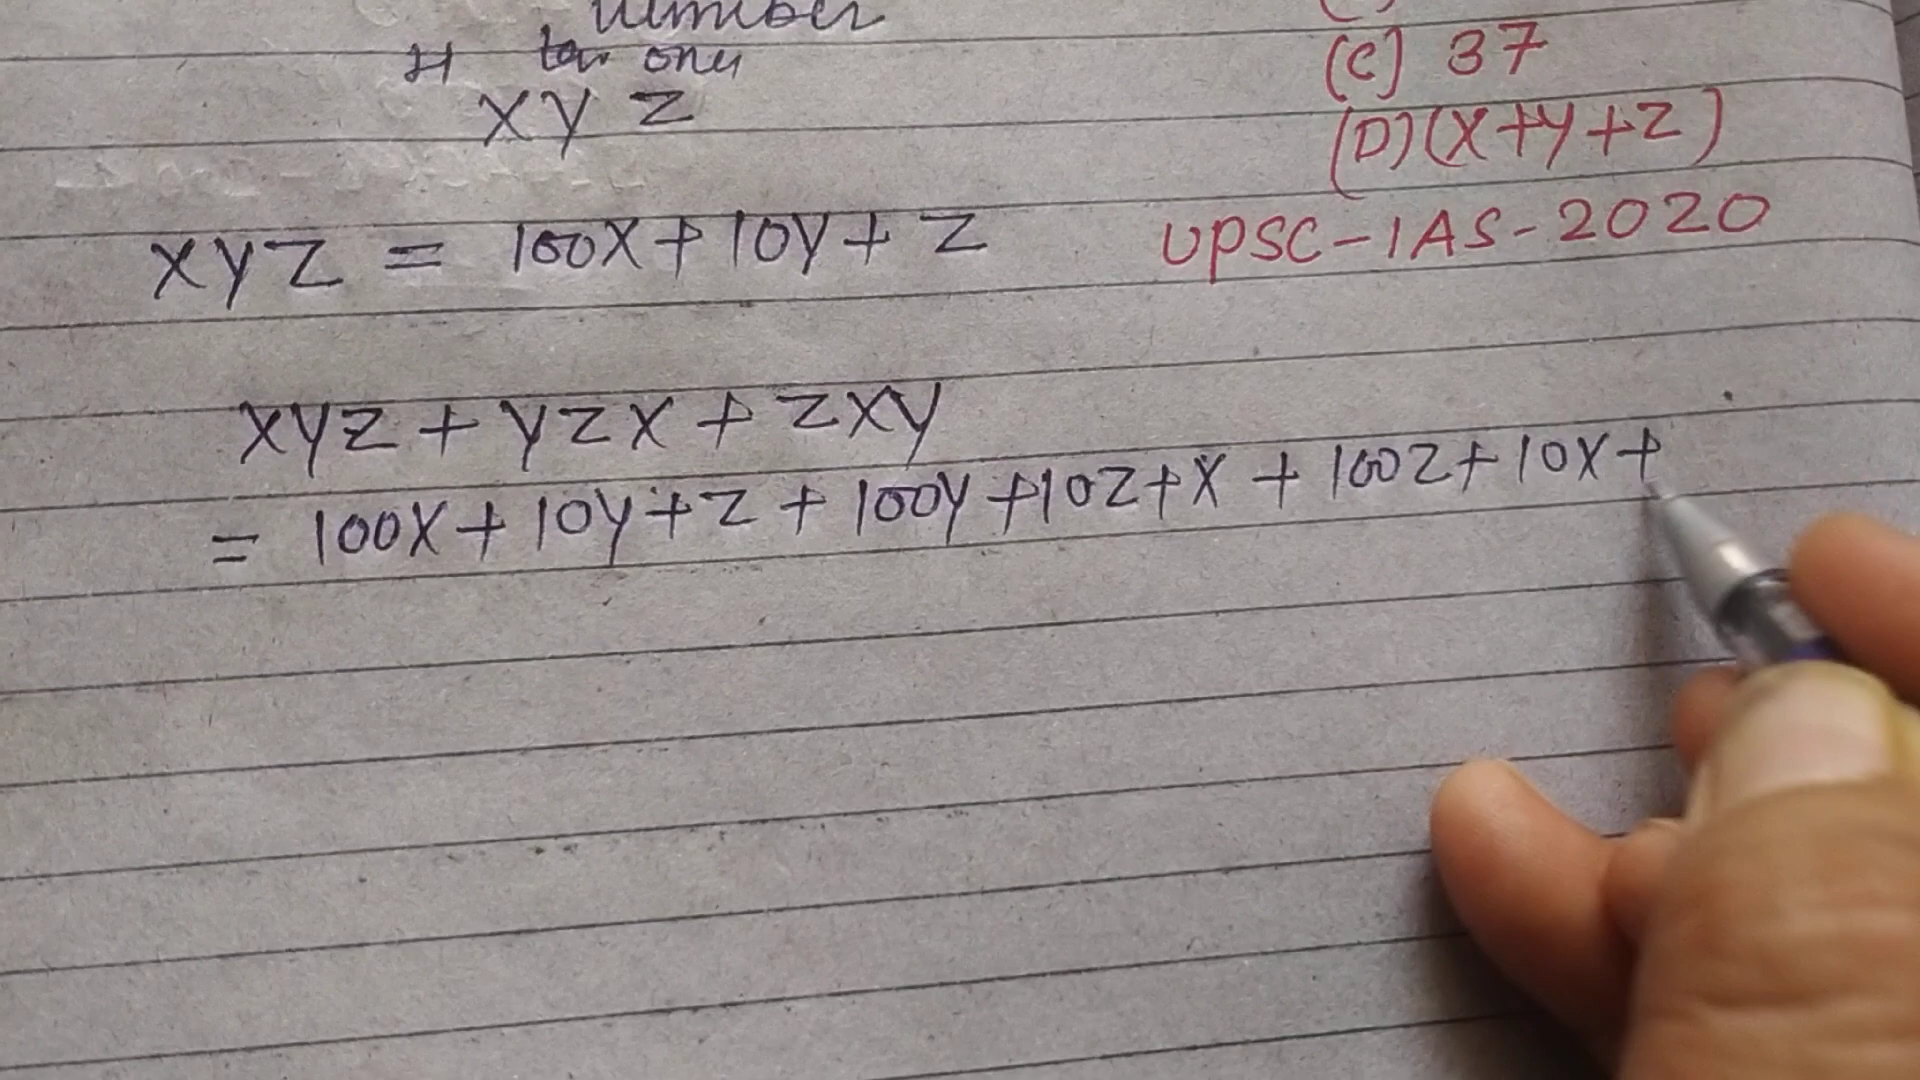 number
H ten one
(C) 37
XYZ
(D) (X+Y+Z)
XYZ = 100X+10Y+Z
UPSC-IAS-2020
XYZ + YZX + ZXY
= 100X+10Y+Z + 100Y+10Z+X + 100Z+10X+